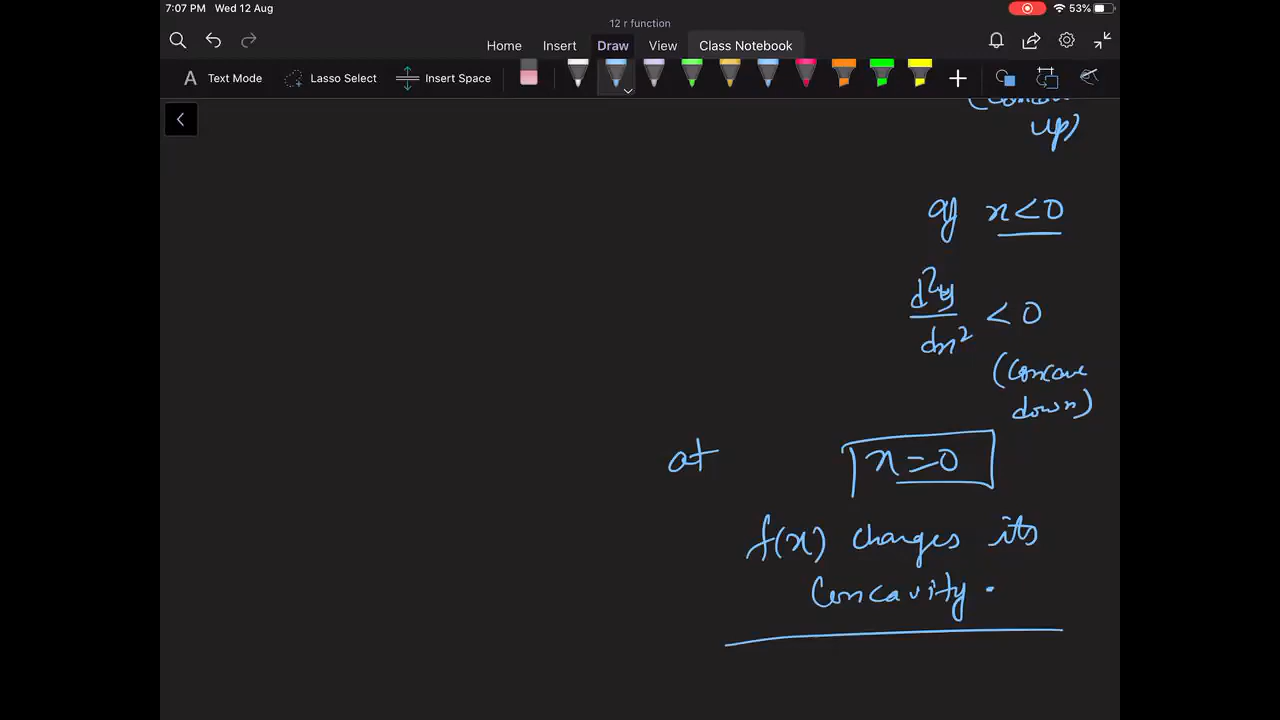 7:07 PM Wed 12 Aug
53%
12 r function
Home Insert Draw View Class Notebook
A Text Mode Lasso Select Insert Space
up)
if x<0
d²y/dx² < 0
(concave
down)
at x=0
f(x) changes its
concavity.